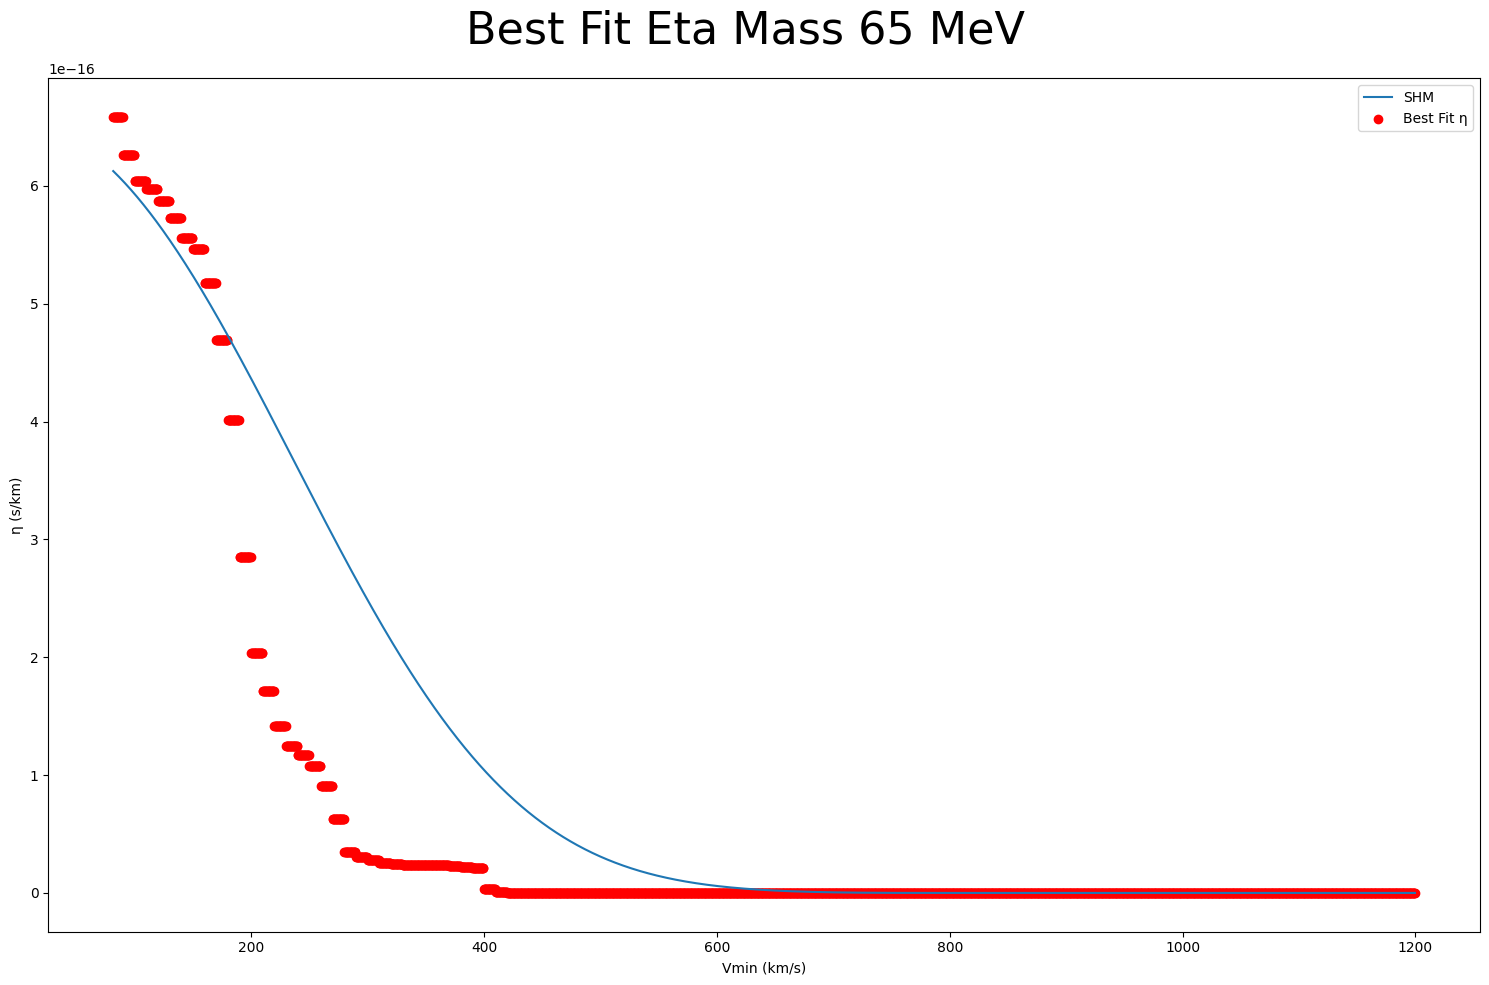 Best Fit Eta Mass 65 MeV
1e−16
SHM
Best Fit η
6
5
4
3
2
1
0
η (s/km)
200 400 600 800 1000 1200
Vmin (km/s)